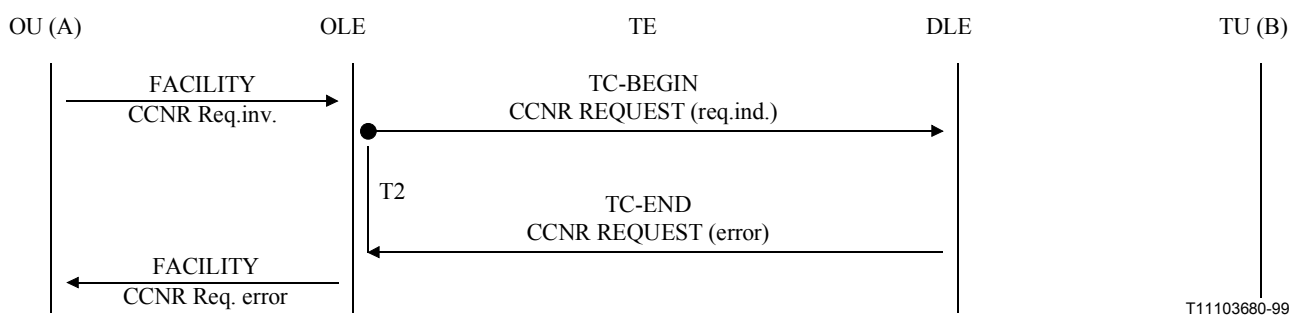 OU (A) OLE TE DLE TU (B)
FACILITY
CCNR Req.inv.
TC-BEGIN
CCNR REQUEST (req.ind.)
T2
TC-END
CCNR REQUEST (error)
FACILITY
CCNR Req. error
T11103680-99